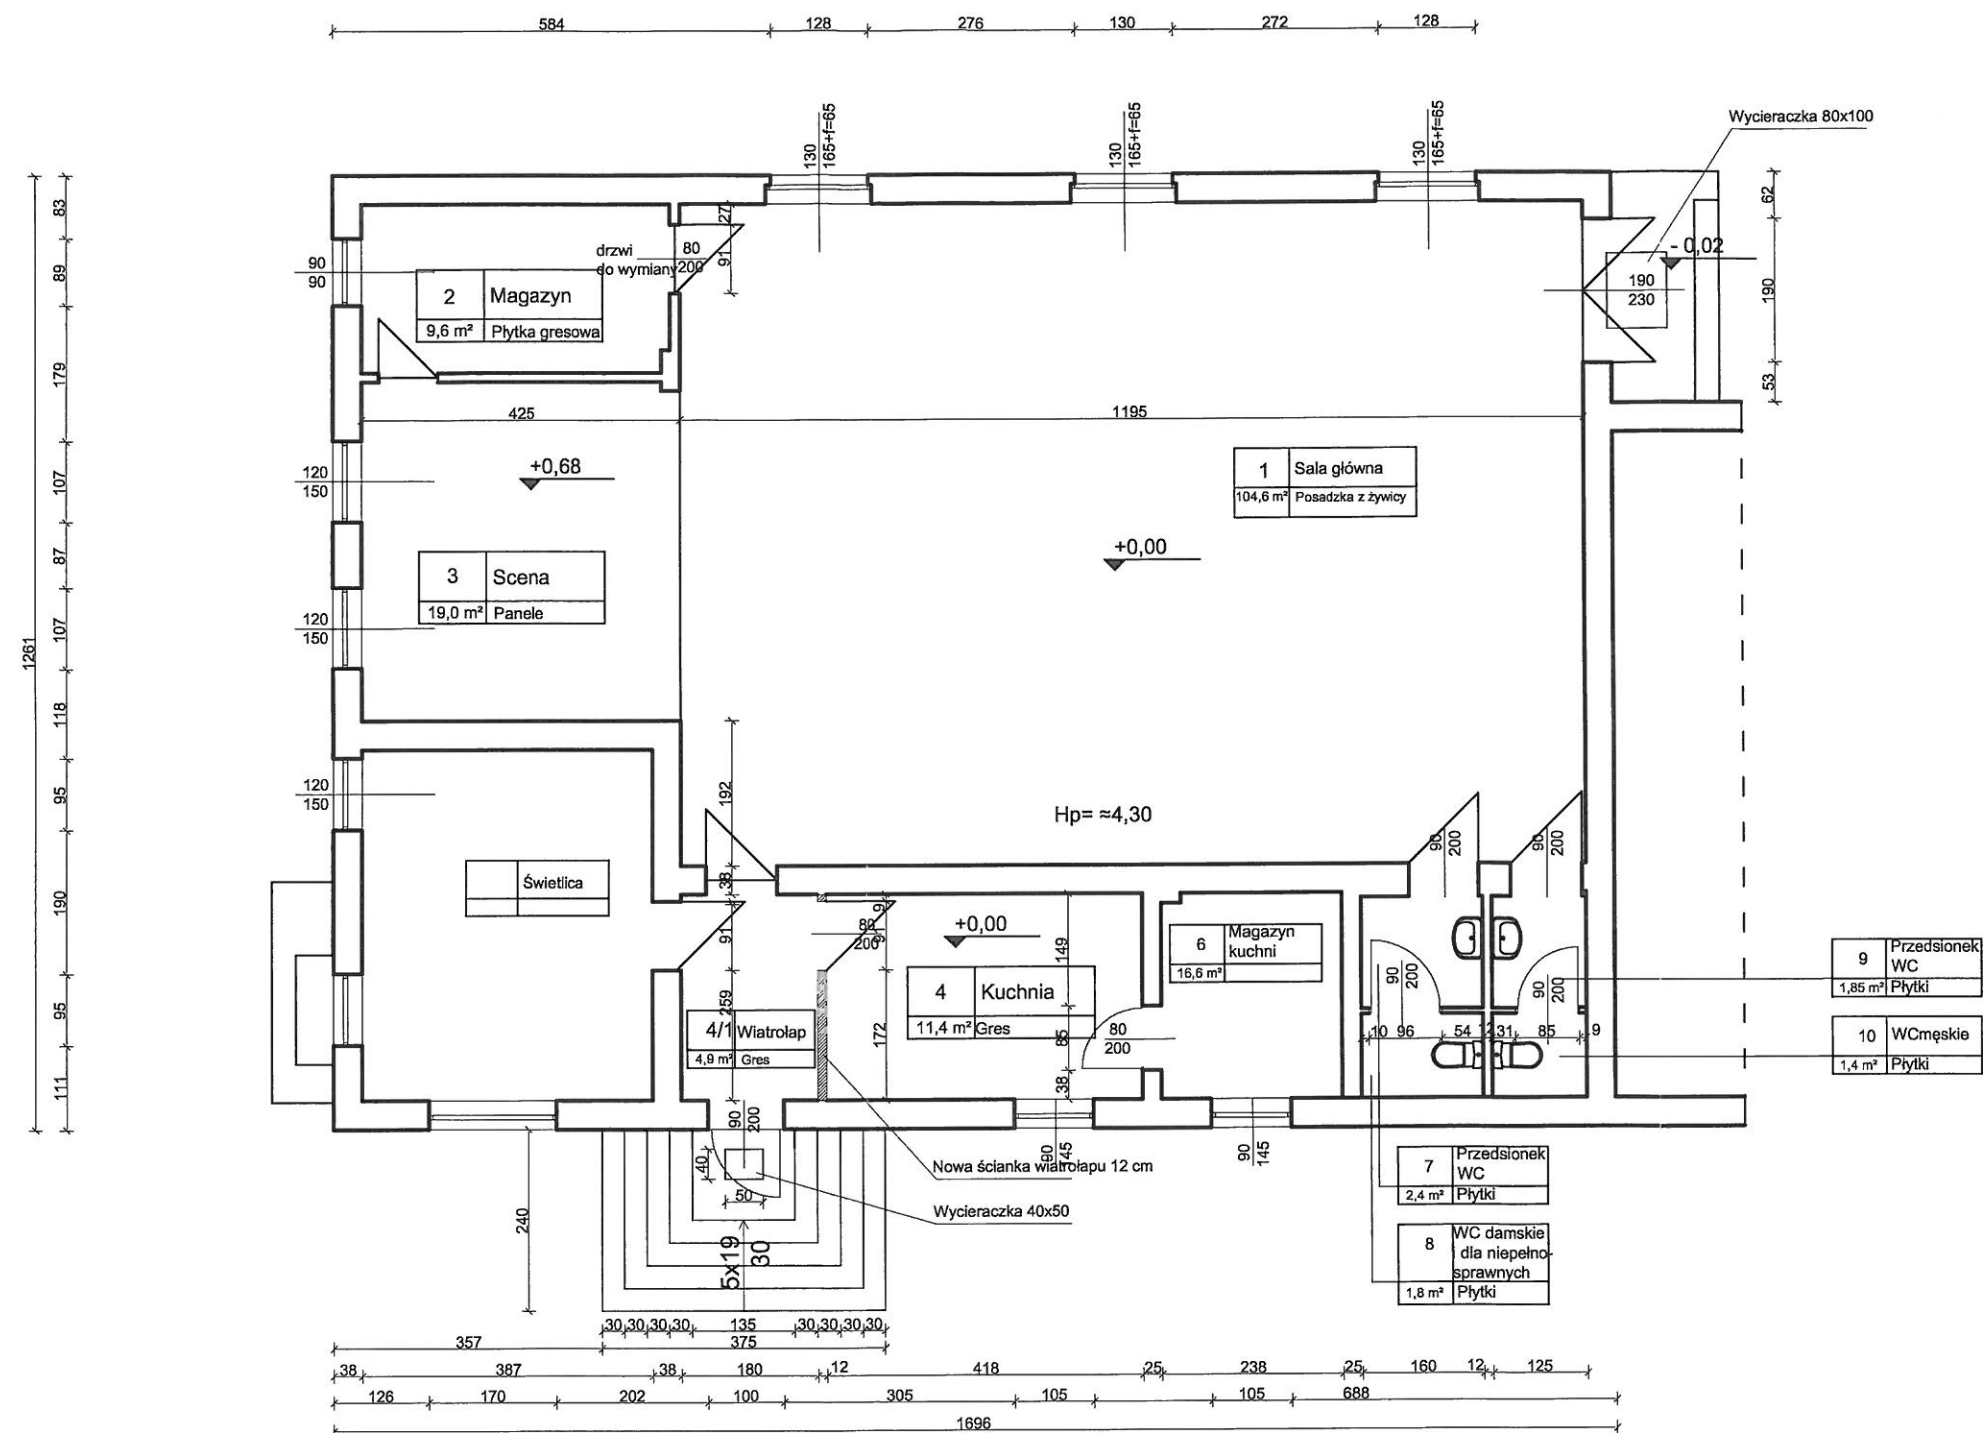 584 128 276 130 272 128
Wycieraczka 80x100
130 165+f=65
130 165+f=65
130 165+f=65
1261
83
89
179
107
87
107
118
95
190
95
111
62
190
53
- 0,02
190
230
27
91
drzwi
do wymiany
80
200
90
90
2 Magazyn
9,6 m² Płytka gresowa
425 1195
120
150
+0,68
1 Sala główna
104,6 m² Posadzka z żywicy
+0,00
3 Scena
19,0 m² Panele
120
150
120
150
192
38
Hp= ≈4,30
90 200
90 200
Świetlica
91
259
9
80
200
+0,00
149
85
38
172
6 Magazyn
kuchni
16,6 m²
4 Kuchnia
11,4 m² Gres
4/1 Wiatrołap
4,9 m² Gres
80
200
90 200
90 200
10 96 54 12 31 85 9
9 Przedsionek
WC
1,85 m² Płytki
10 WCmęskie
1,4 m² Płytki
90 200
90 145
90 145
40
50
Nowa ścianka wiatrołapu 12 cm
Wycieraczka 40x50
7 Przedsionek
WC
2,4 m² Płytki
8 WC damskie
dla niepełno-
sprawnych
1,8 m² Płytki
240
5x19
30
30 30 30 30 135 30 30 30 30
357 375
38 387 38 180 12 418 25 238 25 160 12 125
126 170 202 100 305 105 105 688
1696